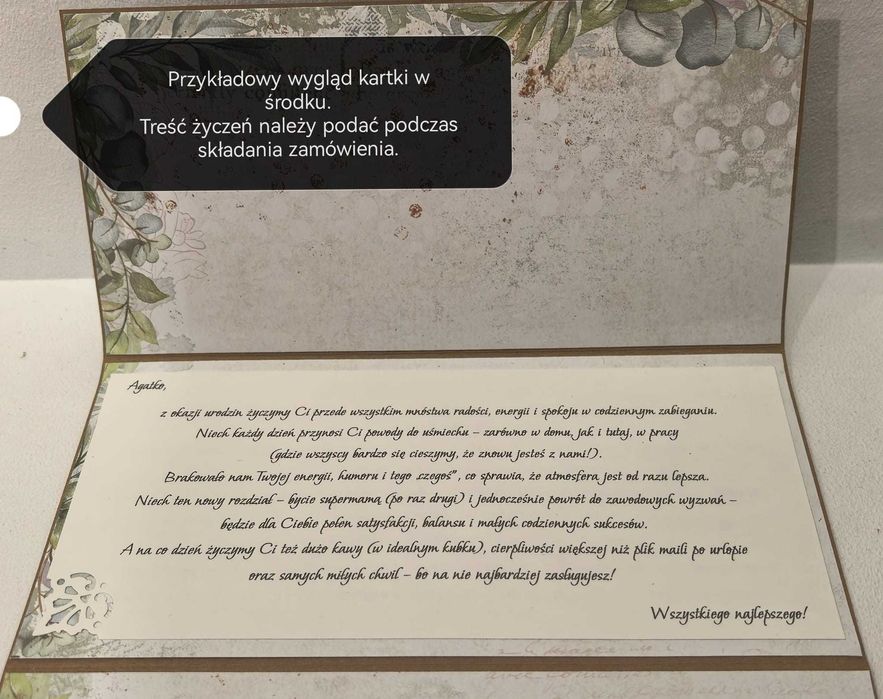 Przykładowy wygląd kartki w
środku.
Treść życzeń należy podać podczas
składania zamówienia.
Agatko,
z okazji urodzin życzymy Ci przede wszystkim mnóstwa radości, energii i spokoju w codziennym zabieganiu.
Niech każdy dzień przynosi Ci powody do uśmiechu – zarówno w domu, jak i tutaj, w pracy
(gdzie wszyscy bardzo się cieszymy, że znowu jesteś z nami!).
Brakowało nam Twojej energii, humoru i tego „czegoś”, co sprawia, że atmosfera jest od razu lepsza.
Niech ten nowy rozdział – bycie supermamą (po raz drugi) i jednocześnie powrót do zawodowych wyzwań –
będzie dla Ciebie pełen satysfakcji, balansu i małych codziennych sukcesów.
A na co dzień życzymy Ci też dużo kawy (w idealnym kubku), cierpliwości większej niż plik maili po urlopie
oraz samych miłych chwil – bo na nie najbardziej zasługujesz!
Wszystkiego najlepszego!